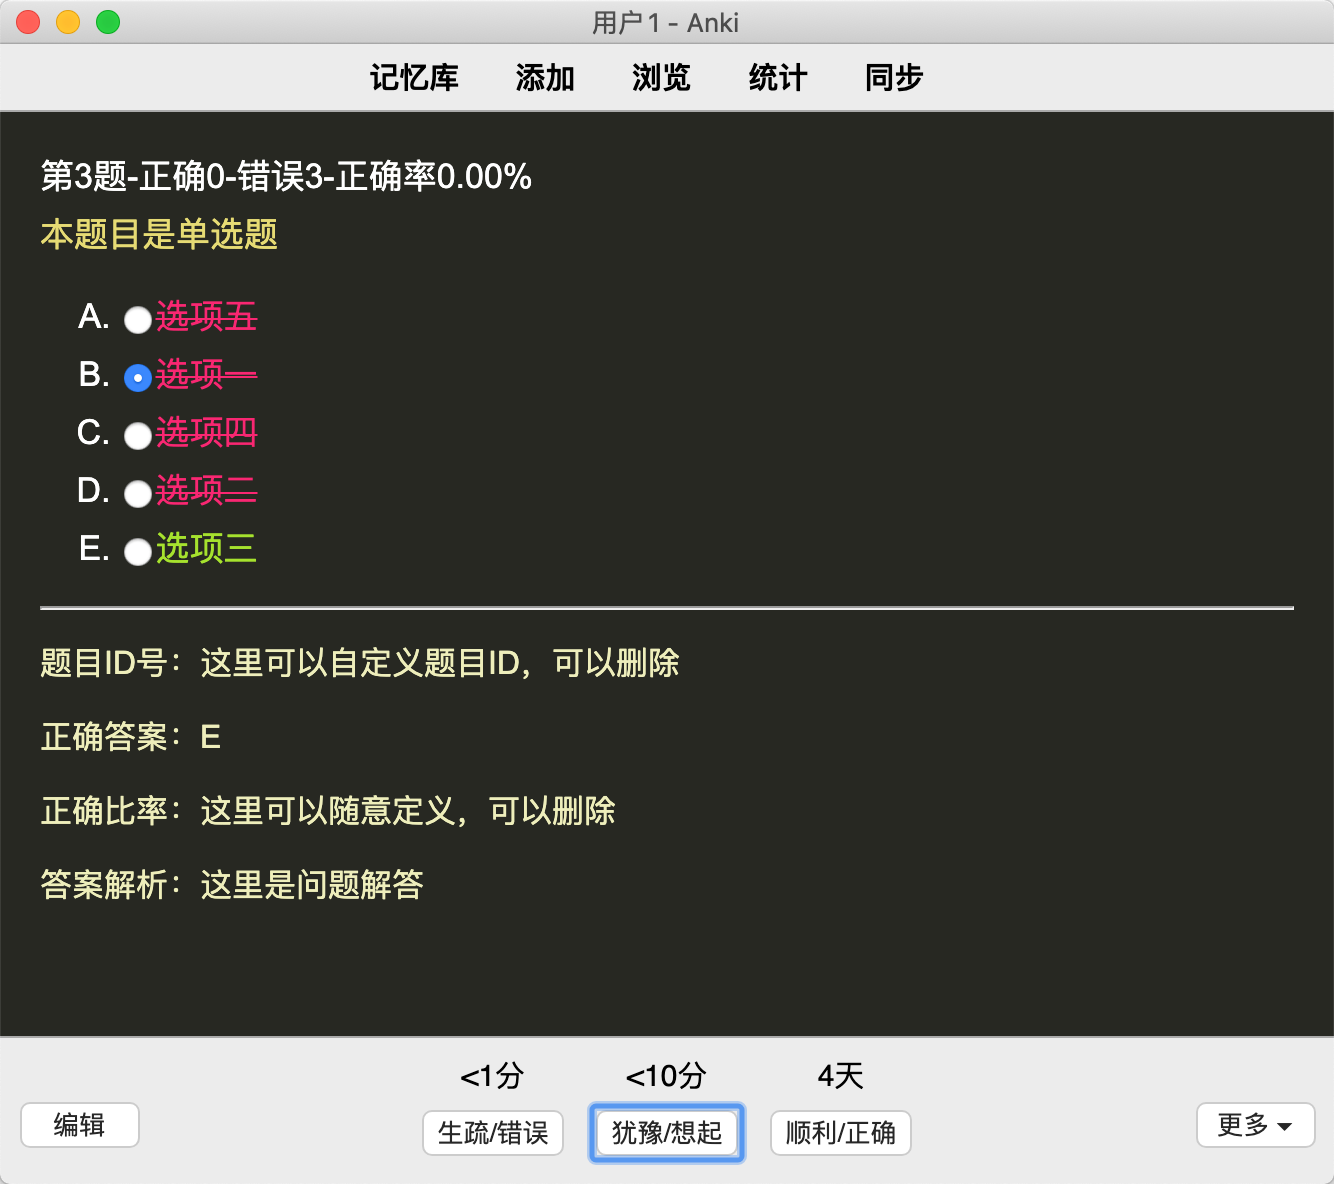 用户1 - Anki
记忆库 添加 浏览 统计 同步
第3题-正确0-错误3-正确率0.00%
本题目是单选题
A. 选项五
B. 选项一
C. 选项四
D. 选项二
E. 选项三
题目ID号：这里可以自定义题目ID，可以删除
正确答案：E
正确比率：这里可以随意定义，可以删除
答案解析：这里是问题解答
<1分 <10分 4天
编辑 生疏/错误 犹豫/想起 顺利/正确 更多